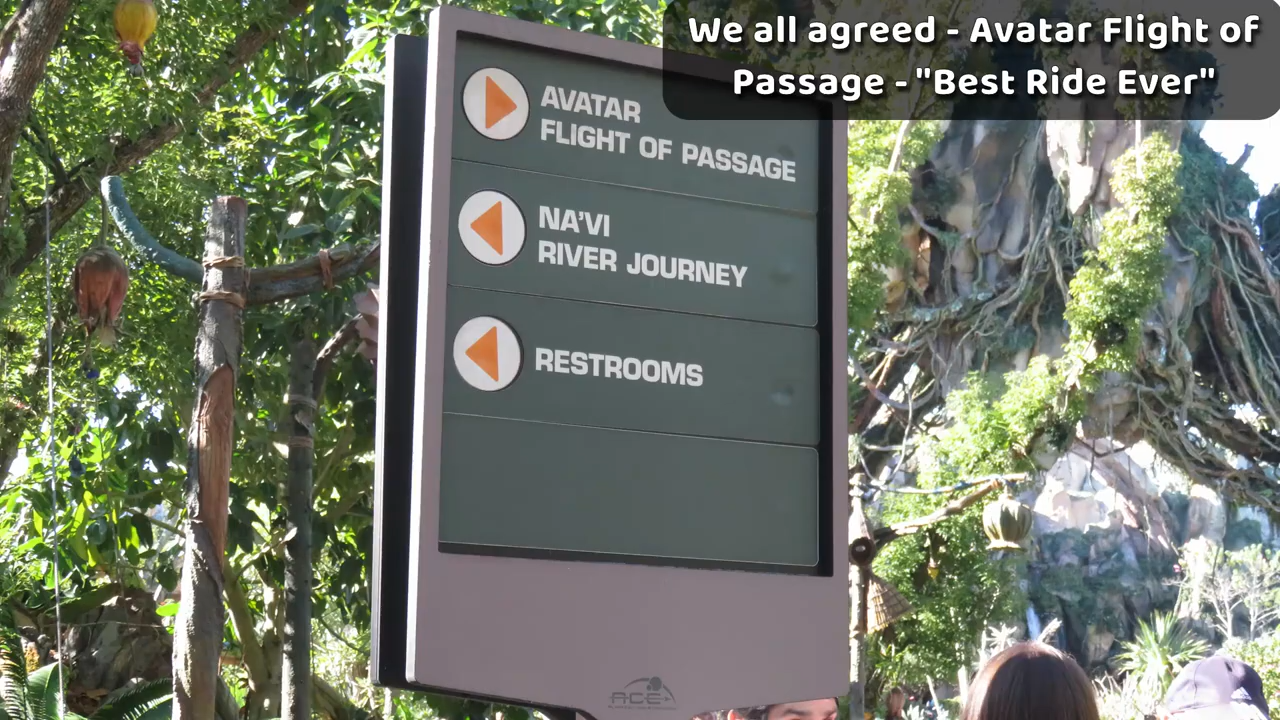 We all agreed - Avatar Flight of
Passage - "Best Ride Ever"
AVATAR
FLIGHT OF PASSAGE
NA'VI
RIVER JOURNEY
RESTROOMS
ACE